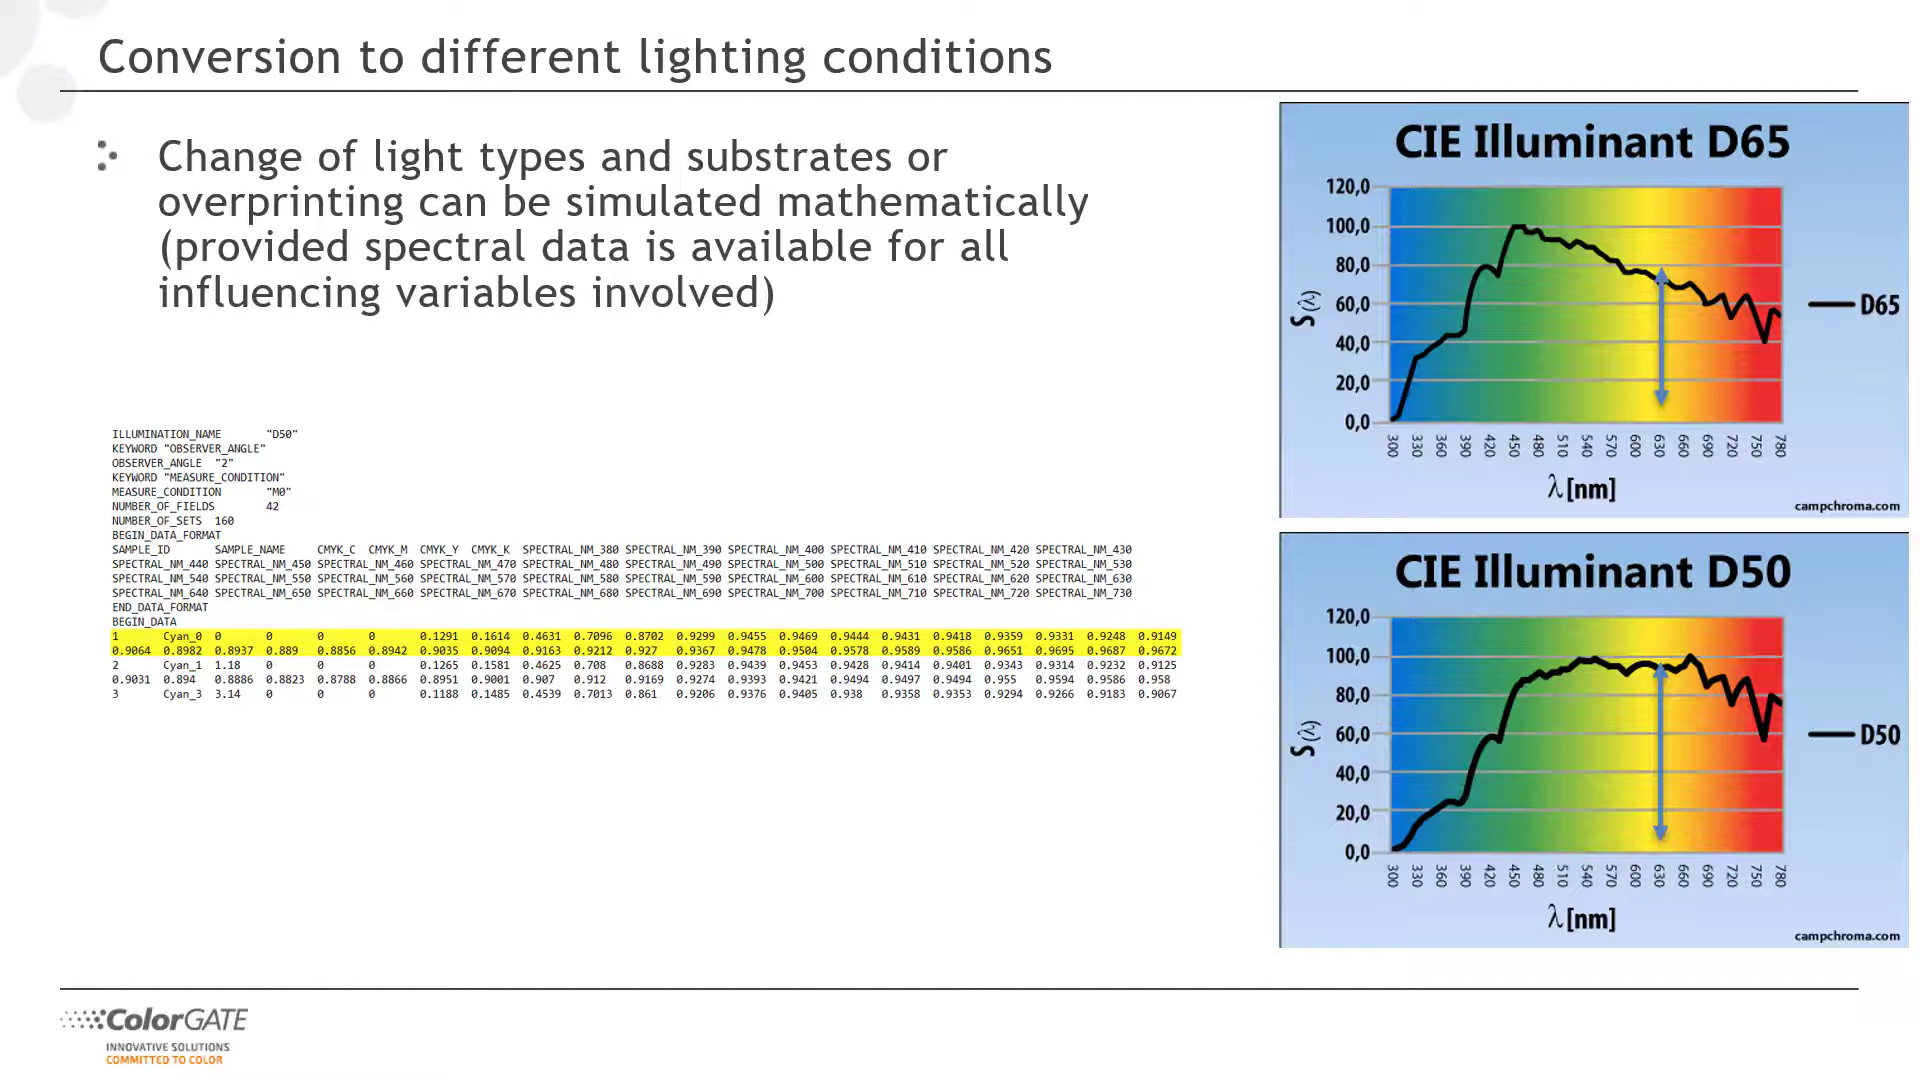 Conversion to different lighting conditions
Change of light types and substrates or
overprinting can be simulated mathematically
(provided spectral data is available for all
influencing variables involved)
ILLUMINATION_NAME "D50"
KEYWORD "OBSERVER_ANGLE"
OBSERVER_ANGLE "2"
KEYWORD "MEASURE_CONDITION"
MEASURE_CONDITION "M0"
NUMBER_OF_FIELDS 42
NUMBER_OF_SETS 160
BEGIN_DATA_FORMAT
SAMPLE_ID SAMPLE_NAME CMYK_C CMYK_M CMYK_Y CMYK_K SPECTRAL_NM_380 SPECTRAL_NM_390 SPECTRAL_NM_400 SPECTRAL_NM_410 SPECTRAL_NM_420 SPECTRAL_NM_430
SPECTRAL_NM_440 SPECTRAL_NM_450 SPECTRAL_NM_460 SPECTRAL_NM_470 SPECTRAL_NM_480 SPECTRAL_NM_490 SPECTRAL_NM_500 SPECTRAL_NM_510 SPECTRAL_NM_520 SPECTRAL_NM_530
SPECTRAL_NM_540 SPECTRAL_NM_550 SPECTRAL_NM_560 SPECTRAL_NM_570 SPECTRAL_NM_580 SPECTRAL_NM_590 SPECTRAL_NM_600 SPECTRAL_NM_610 SPECTRAL_NM_620 SPECTRAL_NM_630
SPECTRAL_NM_640 SPECTRAL_NM_650 SPECTRAL_NM_660 SPECTRAL_NM_670 SPECTRAL_NM_680 SPECTRAL_NM_690 SPECTRAL_NM_700 SPECTRAL_NM_710 SPECTRAL_NM_720 SPECTRAL_NM_730
END_DATA_FORMAT
BEGIN_DATA
1 Cyan_0 0 0 0 0 0.1291 0.1614 0.4631 0.7096 0.8702 0.9299 0.9455 0.9469 0.9444 0.9431 0.9418 0.9359 0.9331 0.9248 0.9149
0.9064 0.8982 0.8937 0.889 0.8856 0.8942 0.9035 0.9094 0.9163 0.9212 0.927 0.9367 0.9478 0.9504 0.9578 0.9589 0.9586 0.9651 0.9695 0.9687 0.9672
2 Cyan_1 1.18 0 0 0 0.1265 0.1581 0.4625 0.708 0.8688 0.9283 0.9439 0.9453 0.9428 0.9414 0.9401 0.9343 0.9314 0.9232 0.9125
0.9031 0.894 0.8886 0.8823 0.8788 0.8866 0.8951 0.9001 0.907 0.912 0.9169 0.9274 0.9393 0.9421 0.9494 0.9497 0.9494 0.955 0.9594 0.9586 0.958
3 Cyan_3 3.14 0 0 0 0.1188 0.1485 0.4539 0.7013 0.861 0.9206 0.9376 0.9405 0.938 0.9358 0.9353 0.9294 0.9266 0.9183 0.9067
CIE Illuminant D65
120,0
100,0
80,0
60,0
40,0
20,0
0,0
S(λ)
300 330 360 390 420 450 480 510 540 570 600 630 660 690 720 750 780
λ [nm]
D65
campchroma.com
CIE Illuminant D50
120,0
100,0
80,0
60,0
40,0
20,0
0,0
S(λ)
300 330 360 390 420 450 480 510 540 570 600 630 660 690 720 750 780
λ [nm]
D50
campchroma.com
ColorGATE
INNOVATIVE SOLUTIONS
COMMITTED TO COLOR